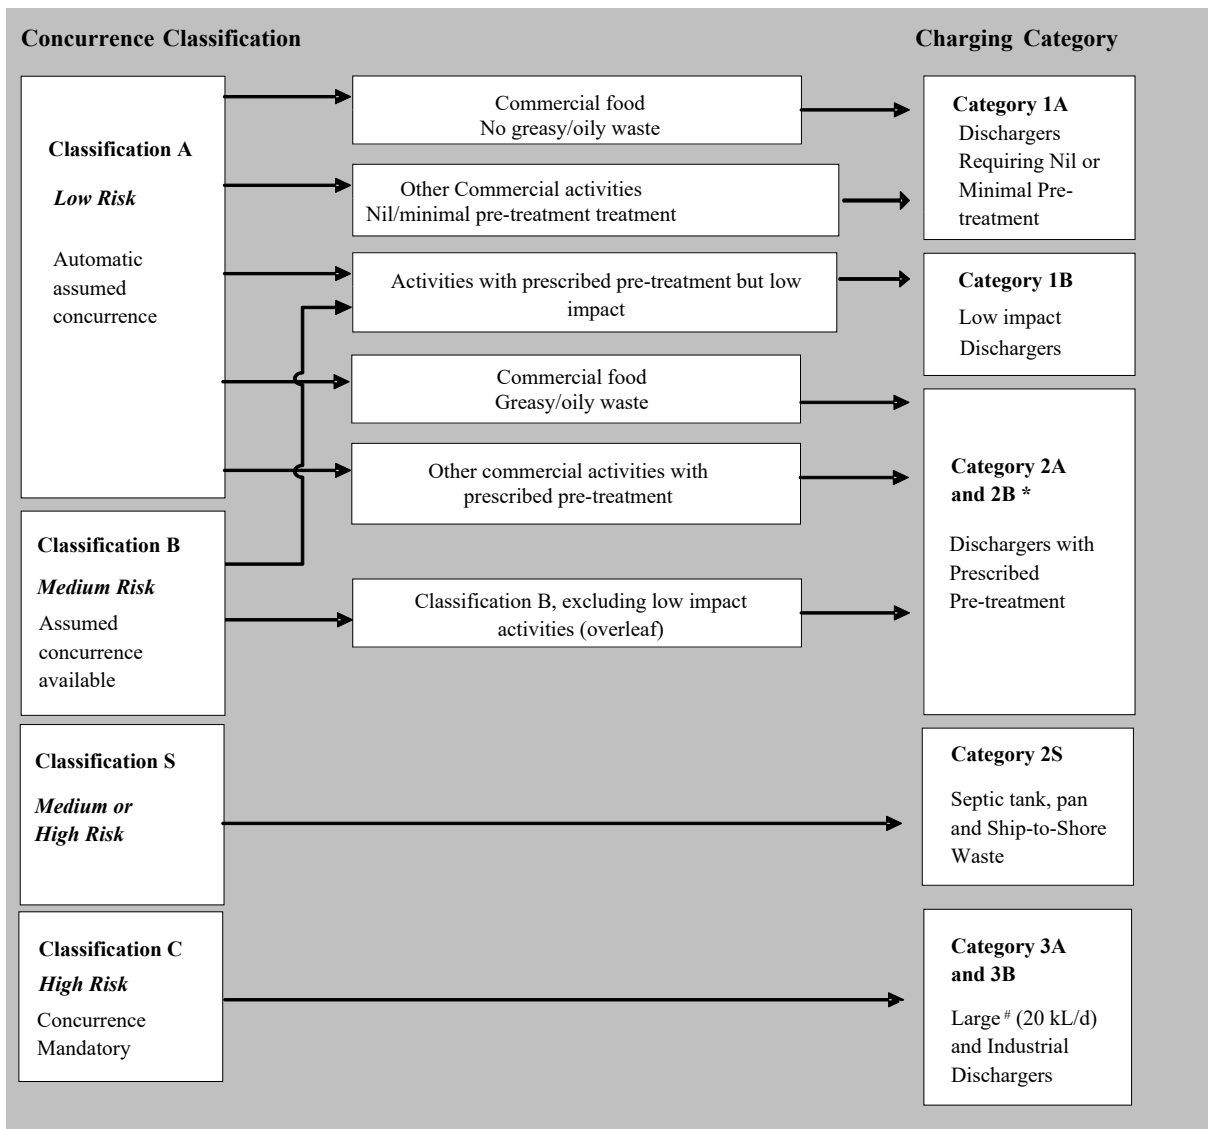 Concurrence Classification
Charging Category
Classification A
Low Risk
Automatic
assumed
concurrence
Commercial food
No greasy/oily waste
Other Commercial activities
Nil/minimal pre-treatment treatment
Activities with prescribed pre-treatment but low
impact
Commercial food
Greasy/oily waste
Other commercial activities with
prescribed pre-treatment
Category 1A
Dischargers
Requiring Nil or
Minimal Pre-
treatment
Category 1B
Low impact
Dischargers
Category 2A
and 2B *
Dischargers with
Prescribed
Pre-treatment
Classification B
Medium Risk
Assumed
concurrence
available
Classification B, excluding low impact
activities (overleaf)
Classification S
Medium or
High Risk
Category 2S
Septic tank, pan
and Ship-to-Shore
Waste
Classification C
High Risk
Concurrence
Mandatory
Category 3A
and 3B
Large # (20 kL/d)
and Industrial
Dischargers